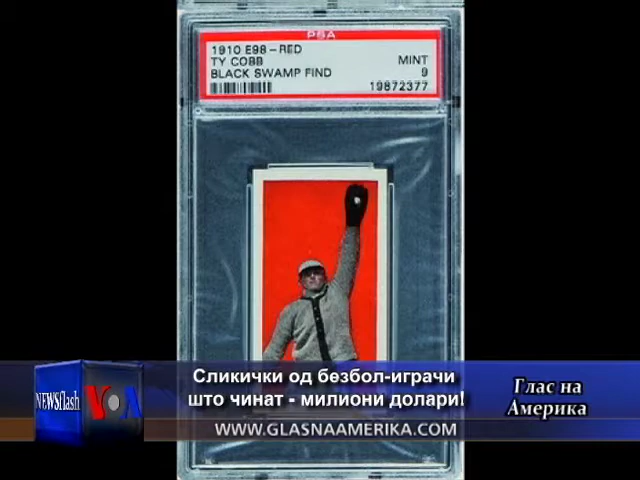 PSA
1910 E98-RED
TY COBB
MINT
BLACK SWAMP FIND
9
19872377
NEWSflash
VOA
Сликички од безбол-играчи
што чинат - милиони долари!
Глас на
Америка
WWW.GLASNAAMERIKA.COM